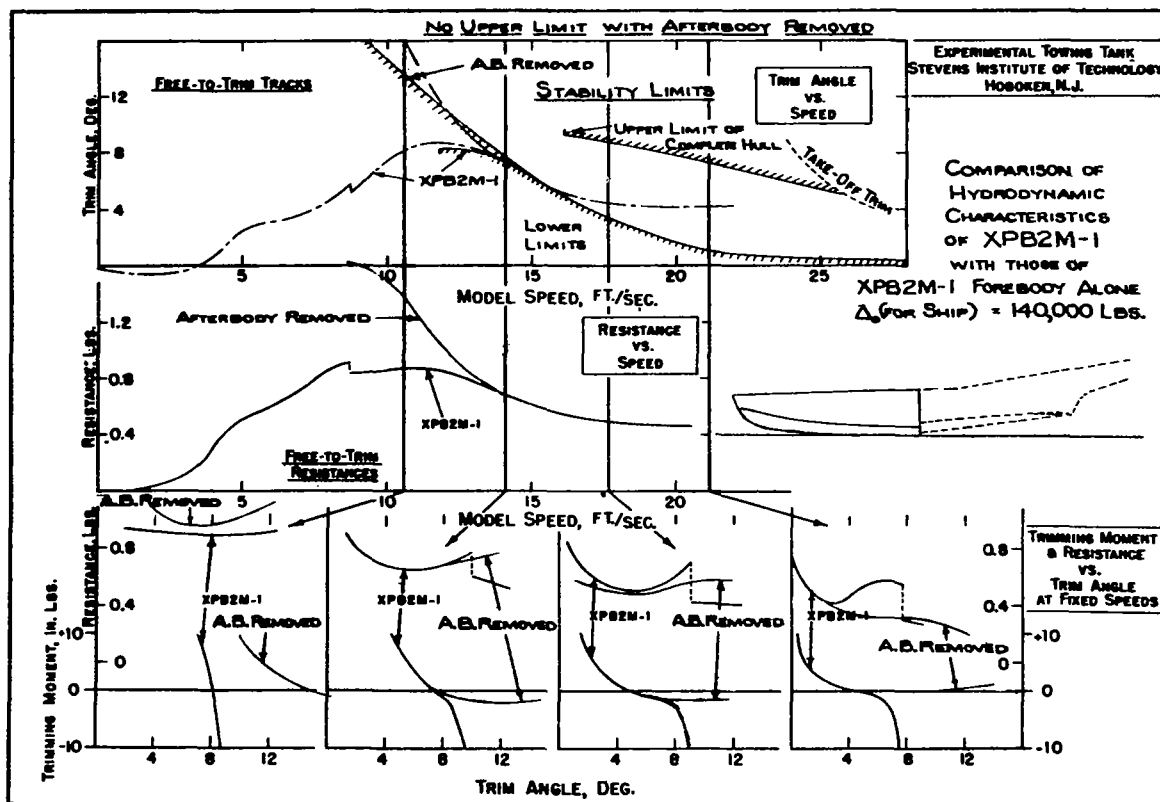 NO UPPER LIMIT WITH AFTERBODY REMOVED
EXPERIMENTAL TOWING TANK
STEVENS INSTITUTE OF TECHNOLOGY
HOBOKEN, N.J.
FREE-TO-TRIM TRACKS
A.B. REMOVED
STABILITY LIMITS
TRIM ANGLE
VS.
SPEED
UPPER LIMIT OF
COMPLETE HULL
TAKE-OFF TRIM
XPB2M-1
LOWER
LIMITS
TRIM ANGLE, DEG.
12
8
4
5
10
15
20
25
MODEL SPEED, FT./SEC.
COMPARISON OF
HYDRODYNAMIC
CHARACTERISTICS
OF XPB2M-1
WITH THOSE OF
XPB2M-1 FOREBODY ALONE
Δ₀(FOR SHIP) = 140,000 LBS.
AFTERBODY REMOVED
RESISTANCE
VS.
SPEED
XPB2M-1
FREE-TO-TRIM
RESISTANCES
RESISTANCE, LBS.
1.2
0.8
0.4
5
10
15
20
MODEL SPEED, FT./SEC.
A.B. REMOVED
XPB2M-1
A.B. REMOVED
XPB2M-1
A.B. REMOVED
XPB2M-1
A.B. REMOVED
XPB2M-1
TRIMMING MOMENT
& RESISTANCE
VS.
TRIM ANGLE
AT FIXED SPEEDS
RESISTANCE, LBS.
0.8
0.4
+10
0
0
-10
TRIMMING MOMENT, IN. LBS.
0.8
0.4
+10
0
0
-10
4 8 12
4 8 12
4 8 12
4 8 12
TRIM ANGLE, DEG.